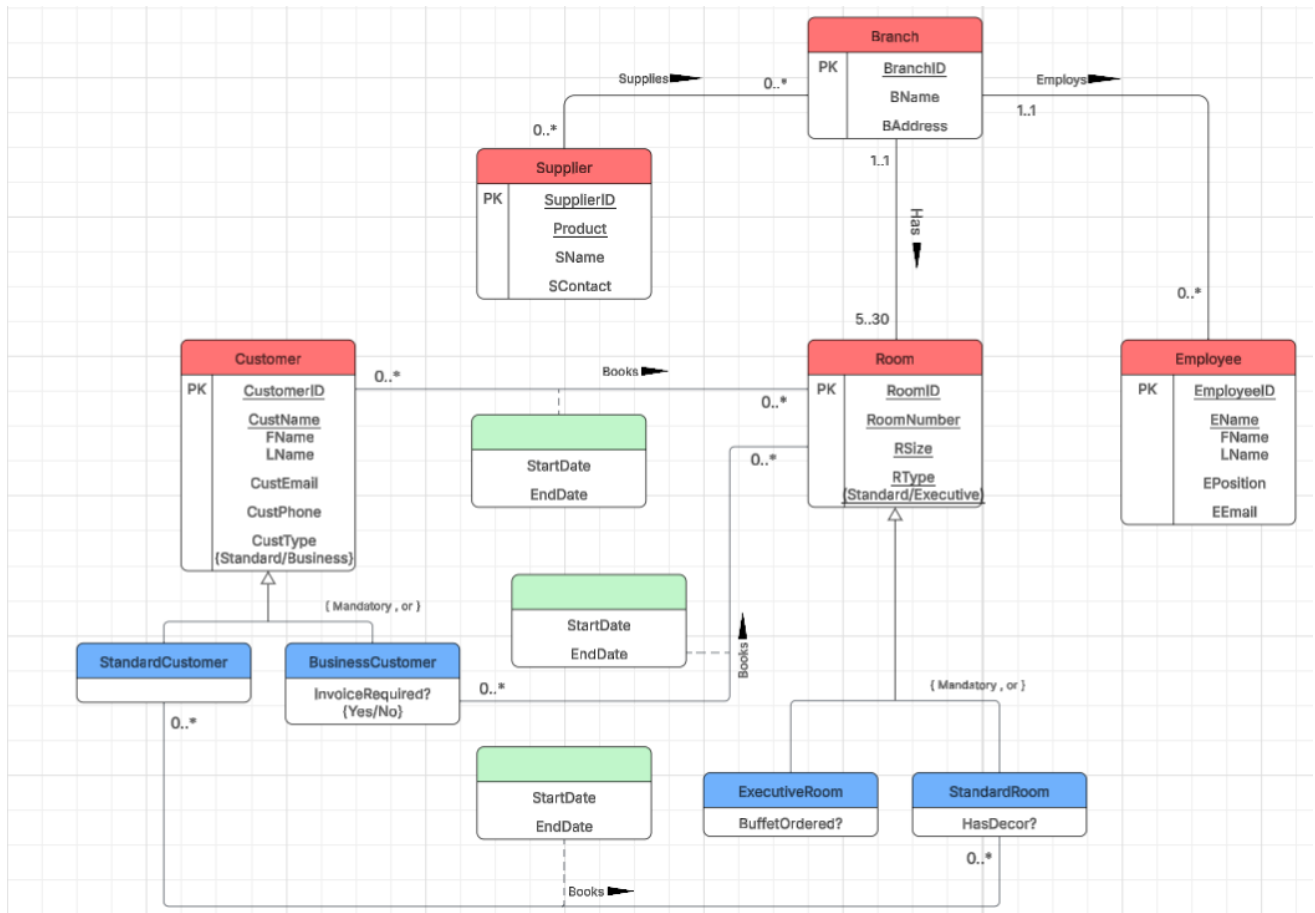 Branch
PK
BranchID
BName
BAddress
Supplies
0..*
0..*
Employs
1..1
0..*
1..1
Has
5..30
Supplier
PK
SupplierID
Product
SName
SContact
Customer
PK
CustomerID
CustName
FName
LName
CustEmail
CustPhone
CustType
{Standard/Business}
0..*
Books
0..*
StartDate
EndDate
Room
PK
RoomID
RoomNumber
RSize
RType
{Standard/Executive}
Employee
PK
EmployeeID
EName
FName
LName
EPosition
EEmail
{ Mandatory , or }
StandardCustomer
BusinessCustomer
InvoiceRequired?
{Yes/No}
0..*
0..*
Books
StartDate
EndDate
{ Mandatory , or }
ExecutiveRoom
BuffetOrdered?
StandardRoom
HasDecor?
0..*
StartDate
EndDate
Books
0..*